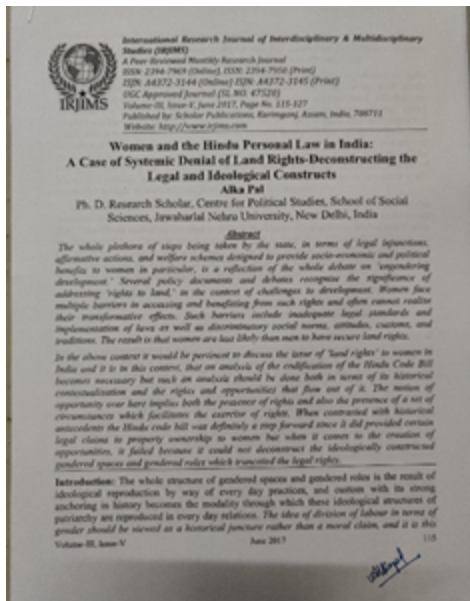 International Research Journal of Interdisciplinary & Multidisciplinary
Studies (IRJIMS)
A Peer-Reviewed Monthly Research Journal
ISSN: 2394-7969 (Online), ISSN: 2394-7950 (Print)
ISJN: A4372-3144 (Online) ISJN: A4372-3145 (Print)
UGC Approved Journal (SL NO. 47520)
Volume-III, Issue-V, June 2017, Page No. 115-127
Published by: Scholar Publications, Karimganj, Assam, India, 788711
Website: http://www.irjims.com
IRJIMS
Women and the Hindu Personal Law in India:
A Case of Systemic Denial of Land Rights-Deconstructing the
Legal and Ideological Constructs
Alka Pal
Ph. D. Research Scholar, Centre for Political Studies, School of Social
Sciences, Jawaharlal Nehru University, New Delhi, India
Abstract
The whole plethora of steps being taken by the state, in terms of legal injunctions,
affirmative actions, and welfare schemes designed to provide socio-economic and political
benefits to women in particular, is a reflection of the whole debate on 'engendering
development.' Several policy documents and debates recognise the significance of
addressing 'rights to land,' in the context of challenges to development. Women face
multiple barriers in accessing and benefiting from such rights and often cannot realize
their transformative effects. Such barriers include inadequate legal standards and
implementation of laws as well as discriminatory social norms, attitudes, customs, and
traditions. The result is that women are less likely than men to have secure land rights.
In the above context it would be pertinent to discuss the issue of 'land rights' to women in
India and it is in this context, that an analysis of the codification of the Hindu Code Bill
becomes necessary but such an analysis should be done both in terms of its historical
contextualisation and the rights and opportunities that flow out of it. The notion of
opportunity over here implies both the presence of rights and also the presence of a set of
circumstances which facilitates the exercise of rights. When contrasted with historical
antecedents the Hindu code bill was definitely a step forward since it did provided certain
legal claims to property ownership to women but when it comes to the creation of
opportunities, it failed because it could not deconstruct the ideologically constructed
gendered spaces and gendered roles which truncated the legal rights.
Introduction: The whole structure of gendered spaces and gendered roles is the result of
ideological reproduction by way of every day practices, and custom with its strong
anchoring in history becomes the modality through which these ideological structures of
patriarchy are reproduced in every day relations. The idea of division of labour in terms of
gender should be viewed as a historical juncture rather than a moral claim, and it is this
Volume-III, Issue-V June 2017 115